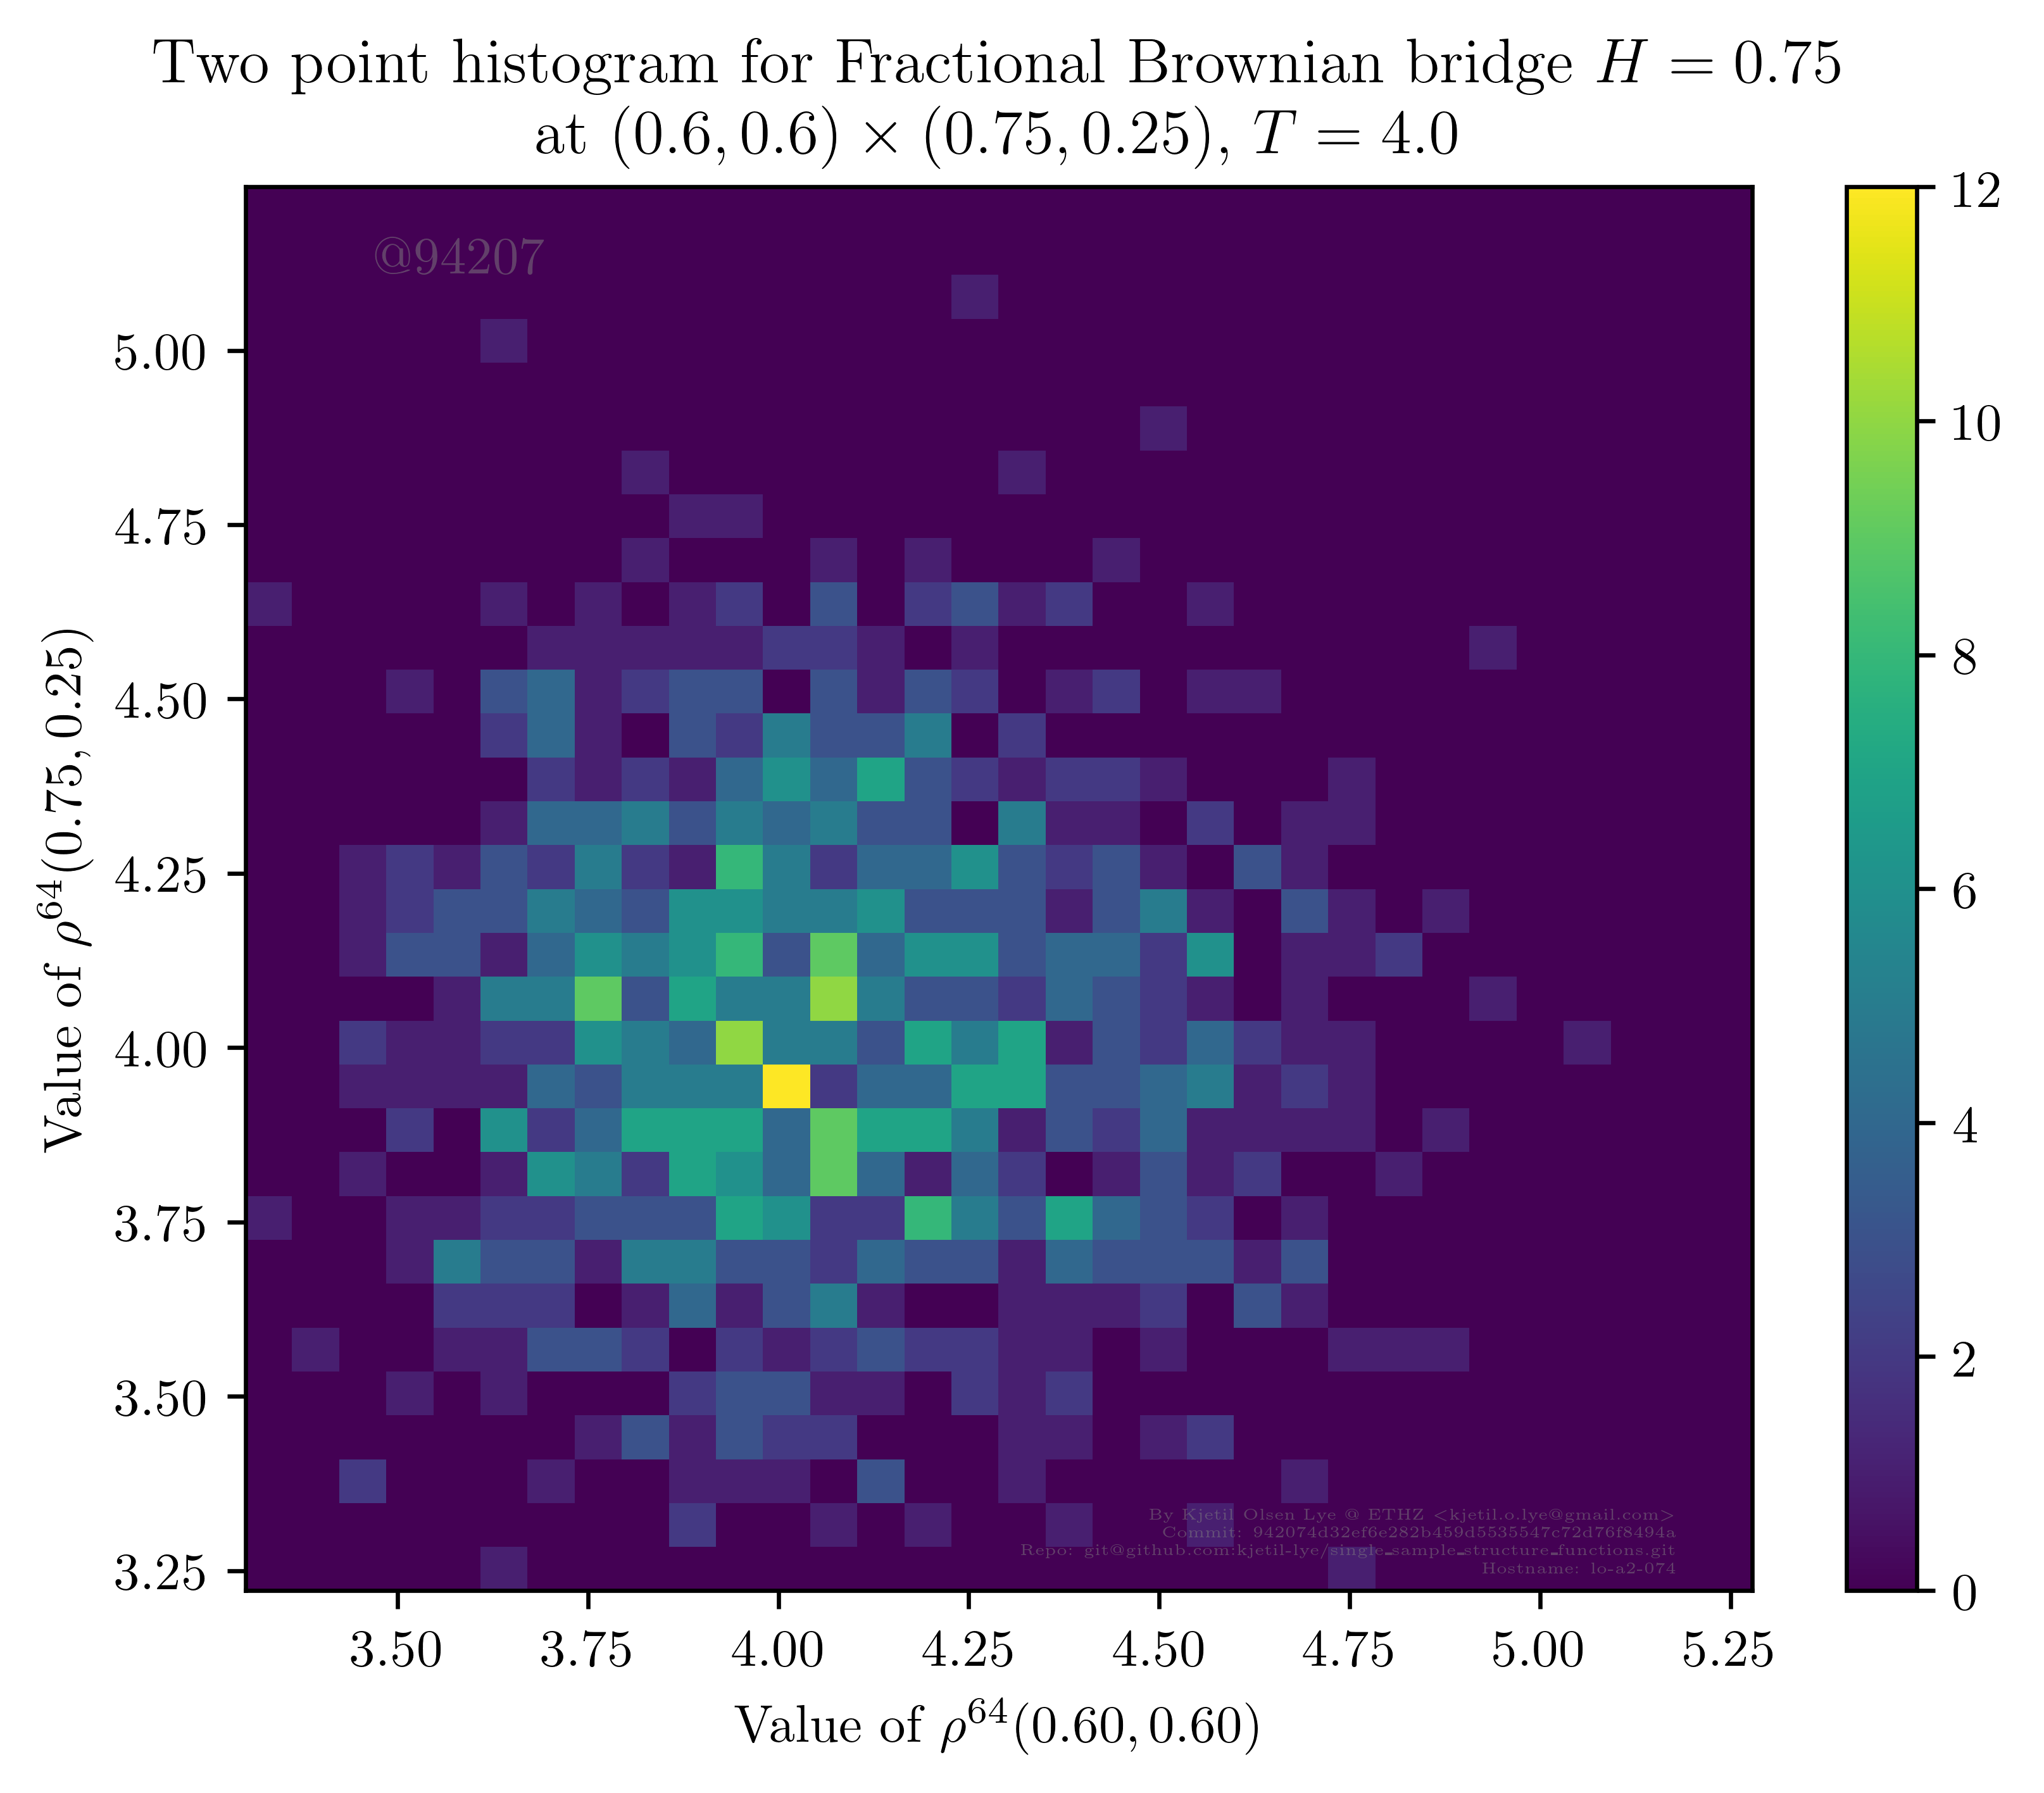 Two point histogram for Fractional Brownian bridge H = 0.75
at (0.6, 0.6) × (0.75, 0.25), T = 4.0
@94207
12
10
8
6
4
2
0
5.00
4.75
4.50
4.25
4.00
3.75
3.50
3.25
Value of ρ^64(0.75, 0.25)
By Kjetil Olsen Lye @ ETHZ <kjetil.o.lye@gmail.com>
Commit: 942074d32ef6e282b459d5535547c72d76f8494a
Repo: git@github.com:kjetil-lye/single_sample_structure_functions.git
Hostname: lo-a2-074
3.50 3.75 4.00 4.25 4.50 4.75 5.00 5.25
Value of ρ^64(0.60, 0.60)